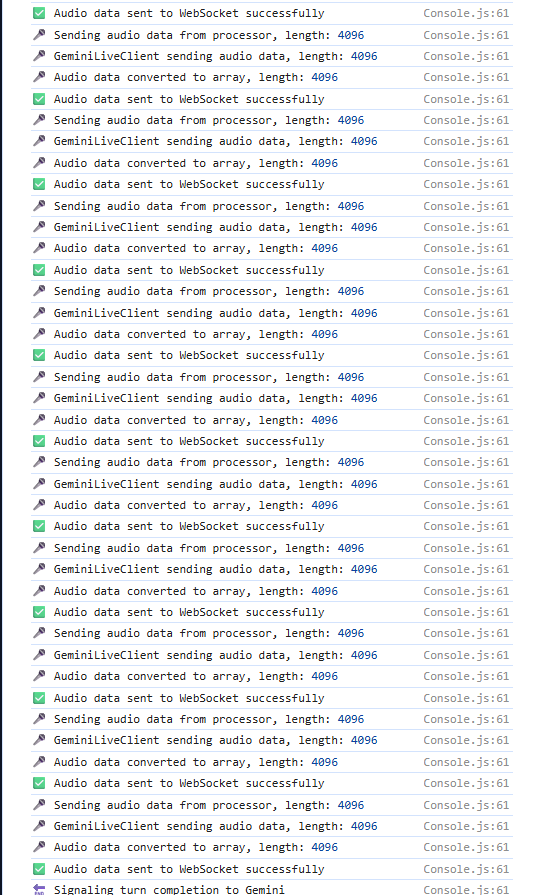 ✅ Audio data sent to WebSocket successfully Console.js:61
🎤 Sending audio data from processor, length: 4096 Console.js:61
🎤 GeminiLiveClient sending audio data, length: 4096 Console.js:61
🎤 Audio data converted to array, length: 4096 Console.js:61
✅ Audio data sent to WebSocket successfully Console.js:61
🎤 Sending audio data from processor, length: 4096 Console.js:61
🎤 GeminiLiveClient sending audio data, length: 4096 Console.js:61
🎤 Audio data converted to array, length: 4096 Console.js:61
✅ Audio data sent to WebSocket successfully Console.js:61
🎤 Sending audio data from processor, length: 4096 Console.js:61
🎤 GeminiLiveClient sending audio data, length: 4096 Console.js:61
🎤 Audio data converted to array, length: 4096 Console.js:61
✅ Audio data sent to WebSocket successfully Console.js:61
🎤 Sending audio data from processor, length: 4096 Console.js:61
🎤 GeminiLiveClient sending audio data, length: 4096 Console.js:61
🎤 Audio data converted to array, length: 4096 Console.js:61
✅ Audio data sent to WebSocket successfully Console.js:61
🎤 Sending audio data from processor, length: 4096 Console.js:61
🎤 GeminiLiveClient sending audio data, length: 4096 Console.js:61
🎤 Audio data converted to array, length: 4096 Console.js:61
✅ Audio data sent to WebSocket successfully Console.js:61
🎤 Sending audio data from processor, length: 4096 Console.js:61
🎤 GeminiLiveClient sending audio data, length: 4096 Console.js:61
🎤 Audio data converted to array, length: 4096 Console.js:61
✅ Audio data sent to WebSocket successfully Console.js:61
🎤 Sending audio data from processor, length: 4096 Console.js:61
🎤 GeminiLiveClient sending audio data, length: 4096 Console.js:61
🎤 Audio data converted to array, length: 4096 Console.js:61
✅ Audio data sent to WebSocket successfully Console.js:61
🎤 Sending audio data from processor, length: 4096 Console.js:61
🎤 GeminiLiveClient sending audio data, length: 4096 Console.js:61
🎤 Audio data converted to array, length: 4096 Console.js:61
✅ Audio data sent to WebSocket successfully Console.js:61
🎤 Sending audio data from processor, length: 4096 Console.js:61
🎤 GeminiLiveClient sending audio data, length: 4096 Console.js:61
🎤 Audio data converted to array, length: 4096 Console.js:61
✅ Audio data sent to WebSocket successfully Console.js:61
🎤 Sending audio data from processor, length: 4096 Console.js:61
🎤 GeminiLiveClient sending audio data, length: 4096 Console.js:61
🎤 Audio data converted to array, length: 4096 Console.js:61
✅ Audio data sent to WebSocket successfully Console.js:61
🔚 Signaling turn completion to Gemini Console.js:61